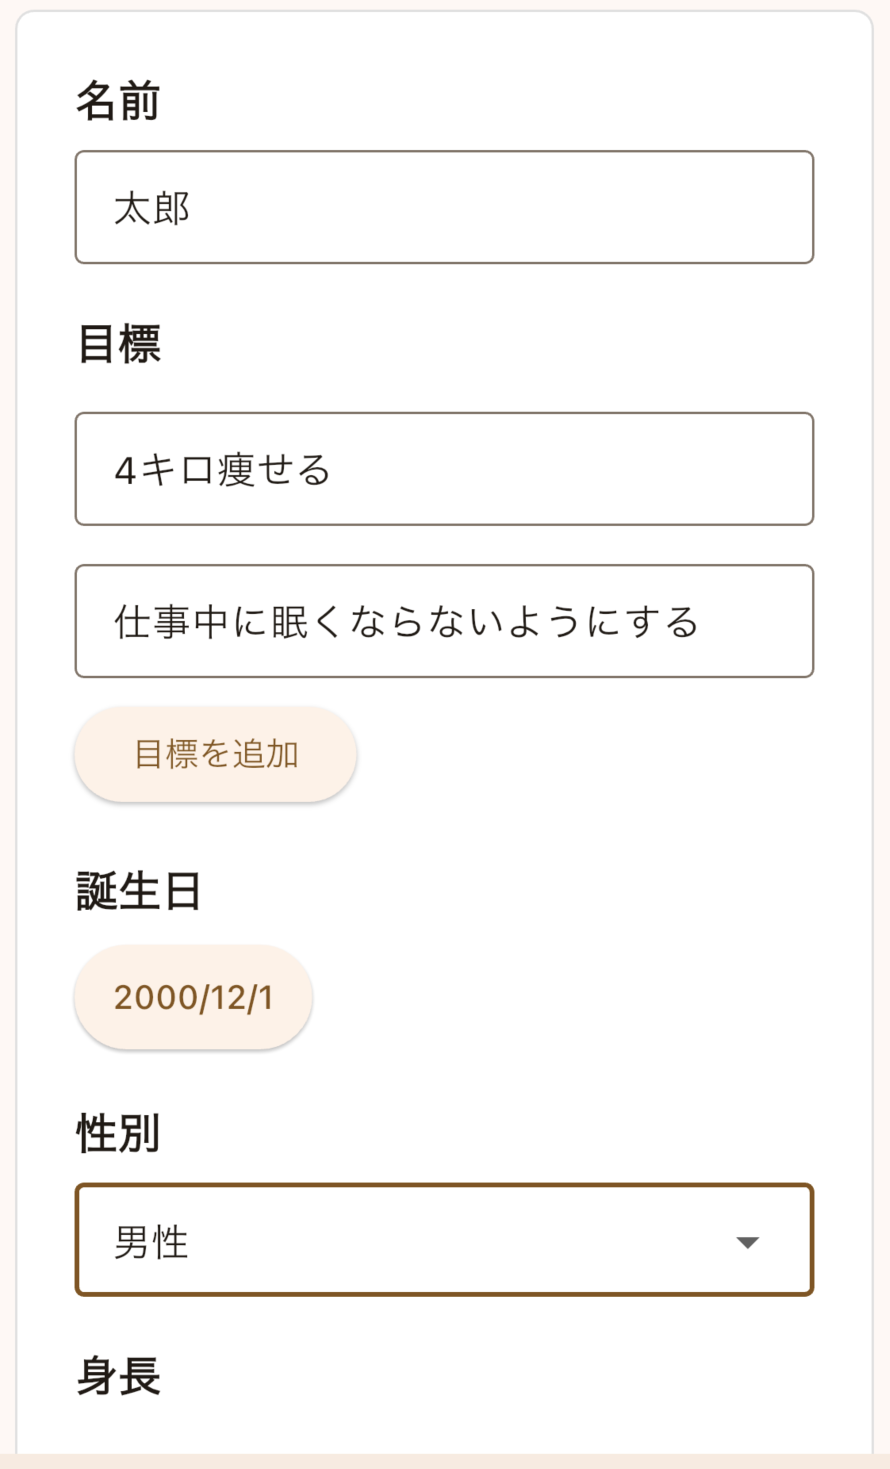 名前
太郎
目標
4キロ痩せる
仕事中に眠くならないようにする
目標を追加
誕生日
2000/12/1
性別
男性
身長